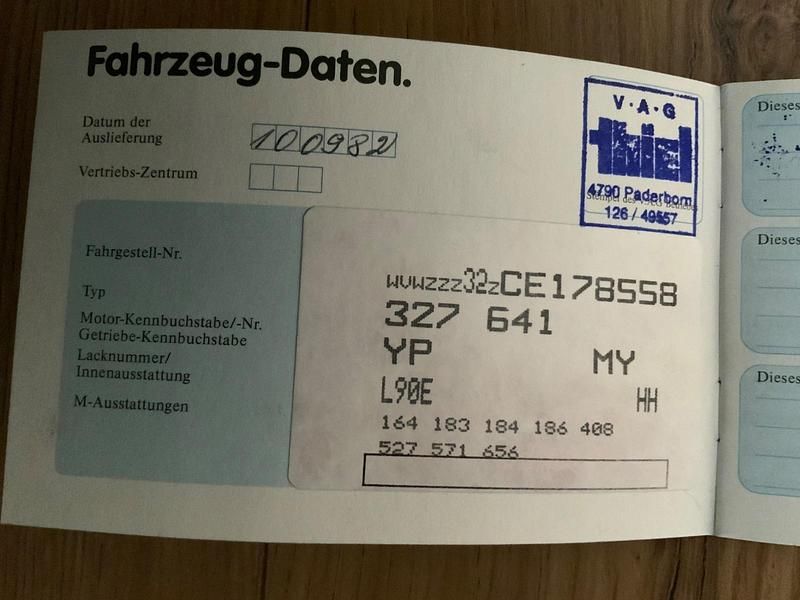 Fahrzeug-Daten.
Datum der
Auslieferung
100982
Vertriebs-Zentrum
V·A·G
4790 Paderborn
126 / 49557
Fahrgestell-Nr.
Typ
Motor-Kennbuchstabe/-Nr.
Getriebe-Kennbuchstabe
Lacknummer/
Innenausstattung
M-Ausstattungen
WVWZZZ32ZCE178558
327 641
YP MY
L90E HH
164 183 184 186 408
527 571 656
Dieses
Dieses
Dieses